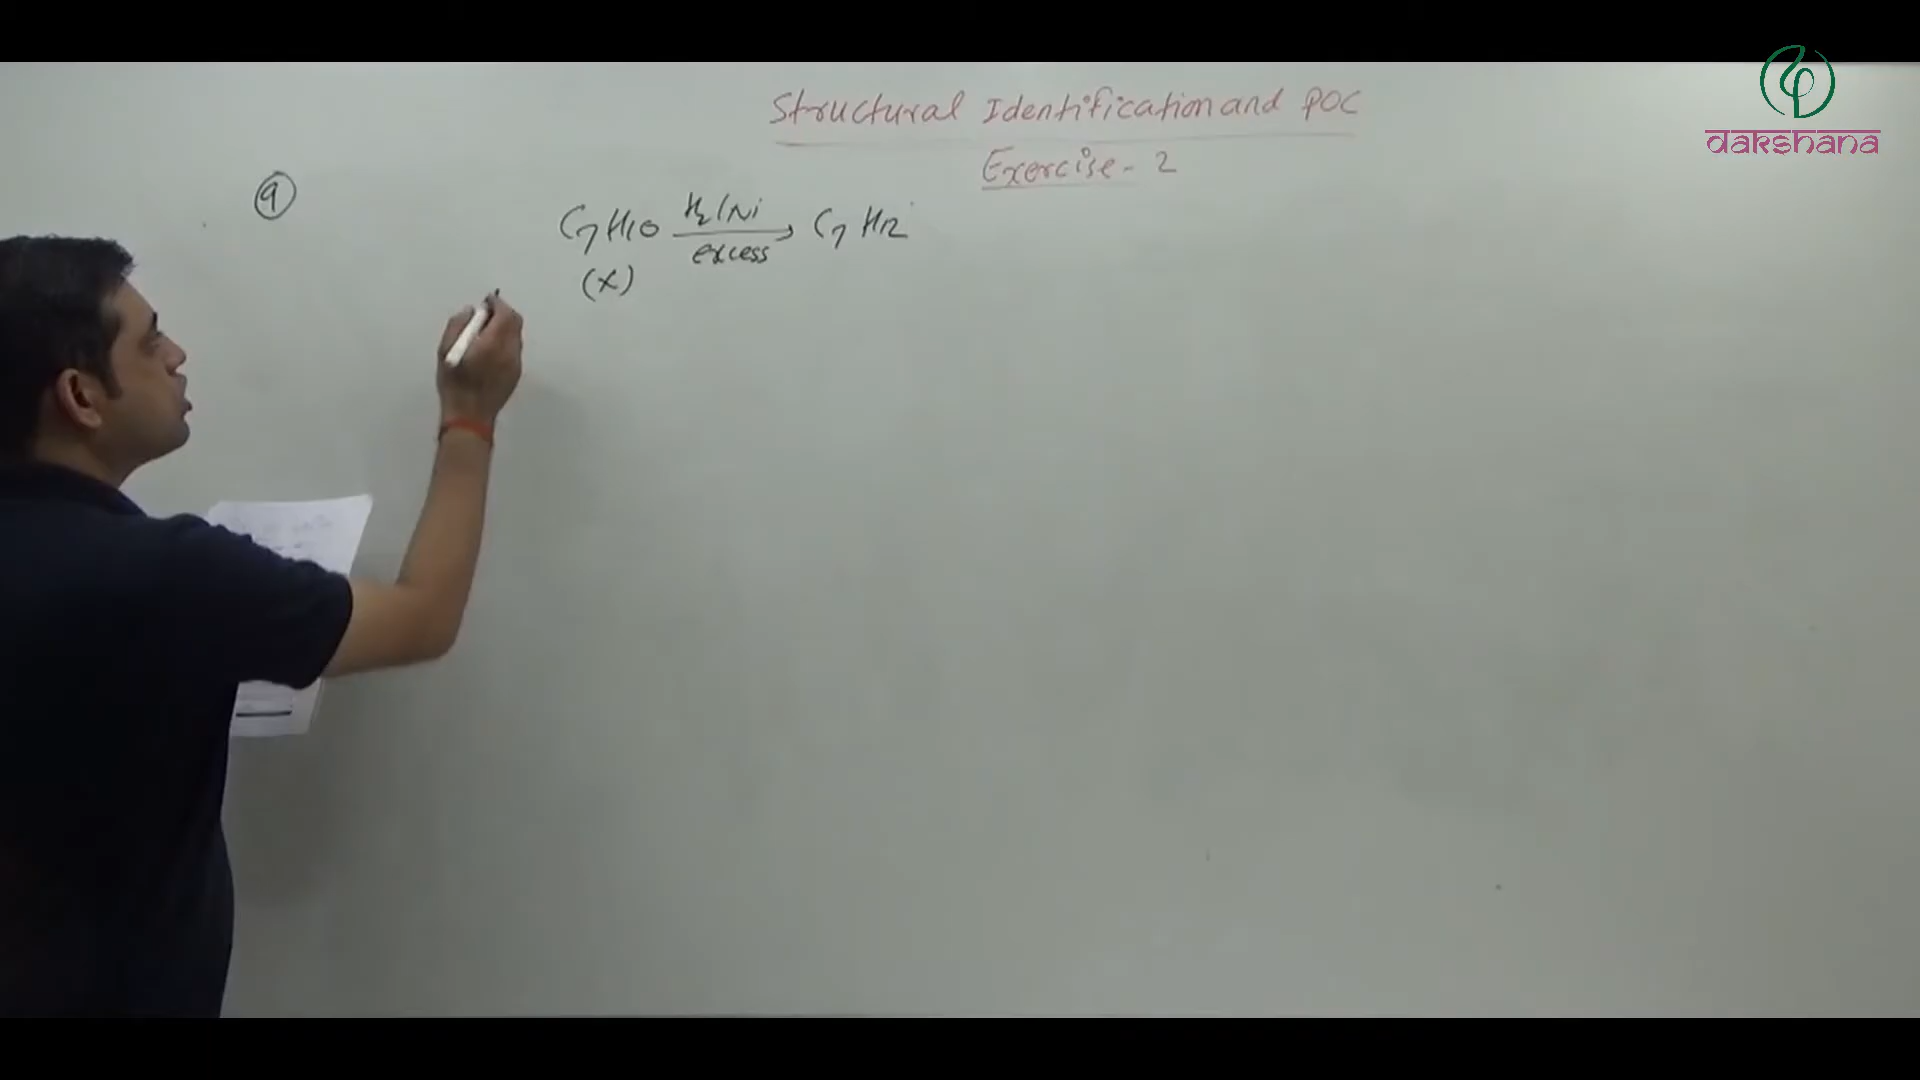 Structural Identification and POC
Exercise - 2
dakshana
9
C7H10 H2/Ni excess C7H12
(X)